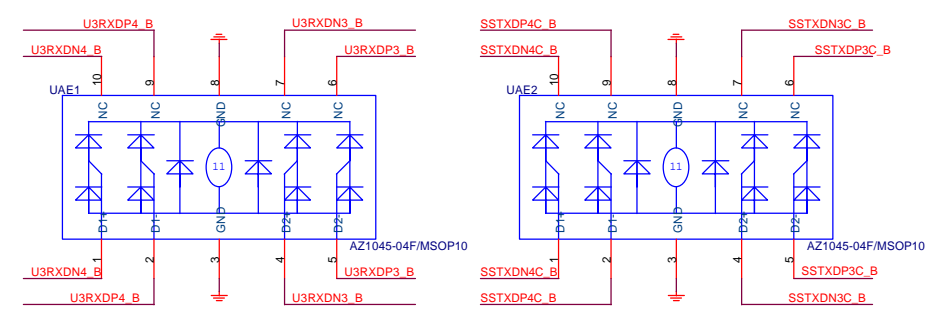 U3RXDP4_B U3RXDN3_B SSTXDP4C_B SSTXDN3C_B
U3RXDN4_B U3RXDP3_B SSTXDN4C_B SSTXDP3C_B
10 9 8 7 6 10 9 8 7 6
UAE1 UAE2
NC NC GND NC NC NC NC GND NC NC
11 11
D1+ D1- GND D2+ D2- D1+ D1- GND D2+ D2-
AZ1045-04F/MSOP10 AZ1045-04F/MSOP10
1 2 3 4 5 1 2 3 4 5
U3RXDN4_B U3RXDP3_B SSTXDN4C_B SSTXDP3C_B
U3RXDP4_B U3RXDN3_B SSTXDP4C_B SSTXDN3C_B